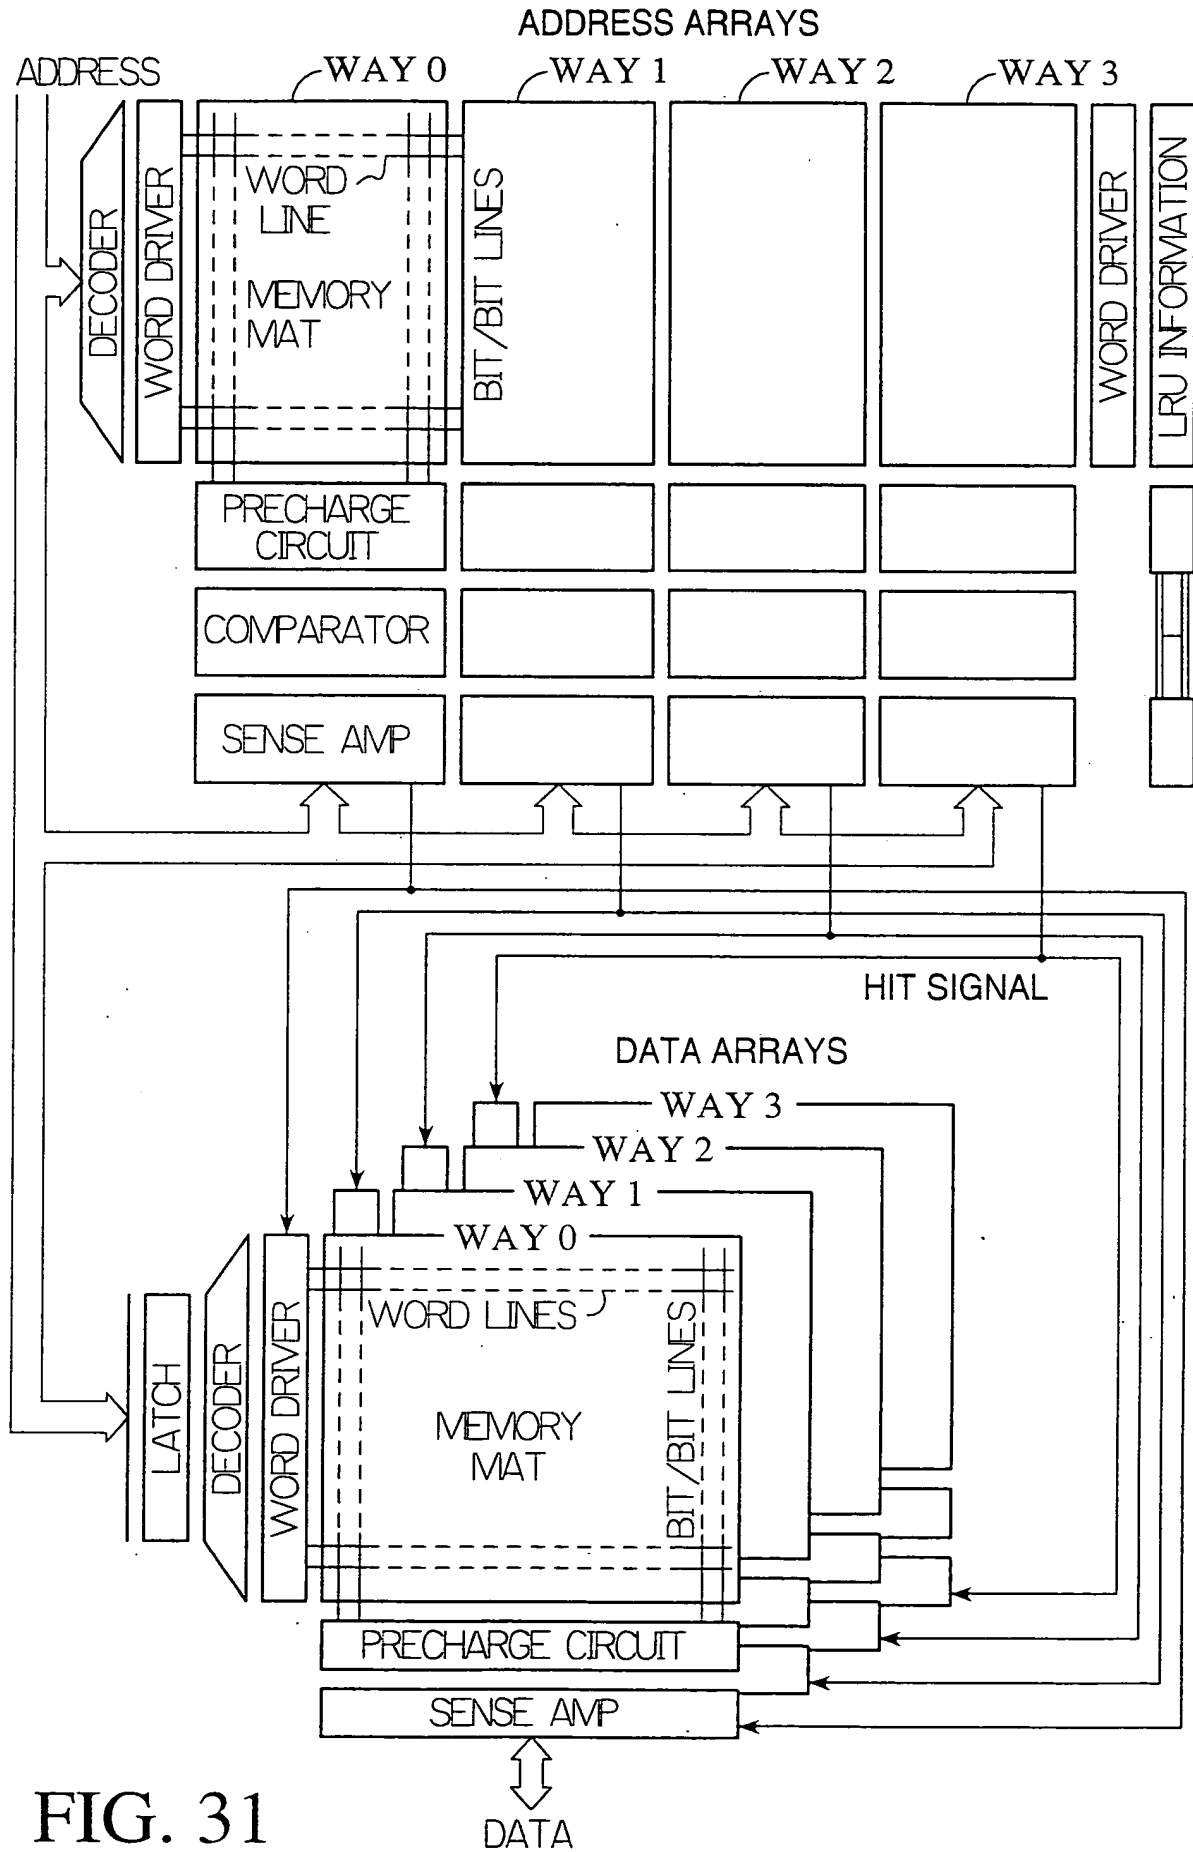 ADDRESS ARRAYS
ADDRESS
WAY 0
WAY 1
WAY 2
WAY 3
DECODER
WORD DRIVER
WORD
LINE
MEMORY
MAT
BIT/BIT LINES
WORD DRIVER
LRU INFORMATION
PRECHARGE
CIRCUIT
COMPARATOR
SENSE AMP
HIT SIGNAL
DATA ARRAYS
WAY 3
WAY 2
WAY 1
WAY 0
LATCH
DECODER
WORD DRIVER
WORD LINES
MEMORY
MAT
BIT/BIT LINES
PRECHARGE CIRCUIT
SENSE AMP
DATA
FIG. 31